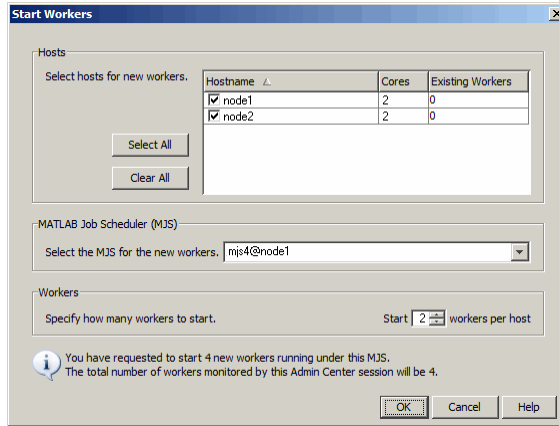 Start Workers
Hosts
Select hosts for new workers.
Hostname Cores Existing Workers
node1 2 0
node2 2 0
Select All
Clear All
MATLAB Job Scheduler (MJS)
Select the MJS for the new workers. mjs4@node1
Workers
Specify how many workers to start. Start 2 workers per host
You have requested to start 4 new workers running under this MJS.
The total number of workers monitored by this Admin Center session will be 4.
OK Cancel Help